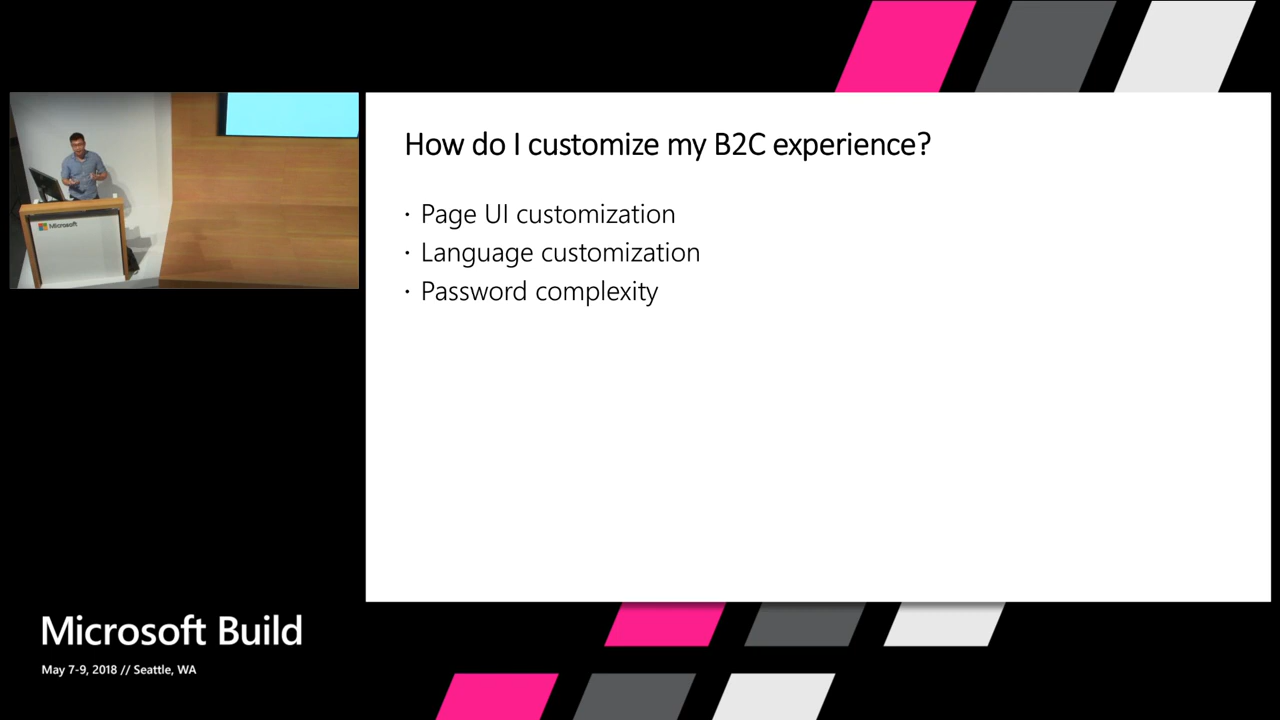 How do I customize my B2C experience?
· Page UI customization
· Language customization
· Password complexity
Microsoft
Microsoft Build
May 7-9, 2018 // Seattle, WA